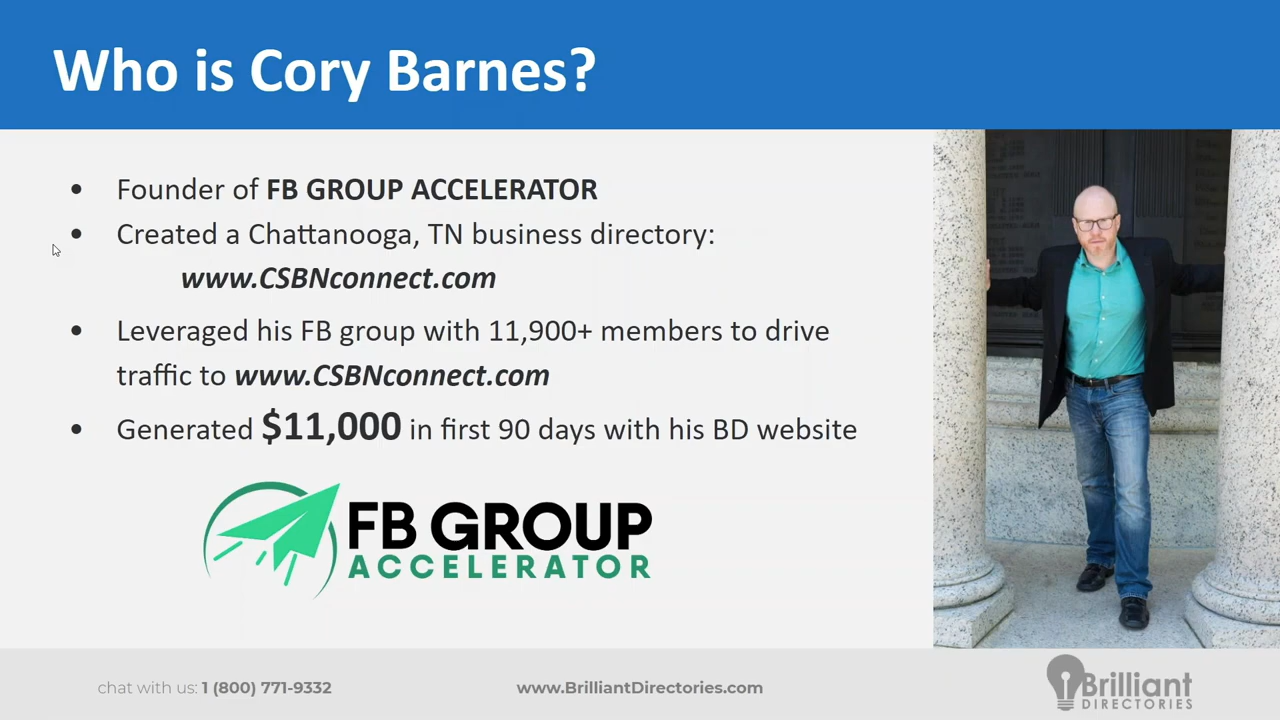 Who is Cory Barnes?
• Founder of FB GROUP ACCELERATOR
• Created a Chattanooga, TN business directory:
www.CSBNconnect.com
• Leveraged his FB group with 11,900+ members to drive
traffic to www.CSBNconnect.com
• Generated $11,000 in first 90 days with his BD website
FB GROUP
ACCELERATOR
chat with us: 1 (800) 771-9332
www.BrilliantDirectories.com
Brilliant
DIRECTORIES